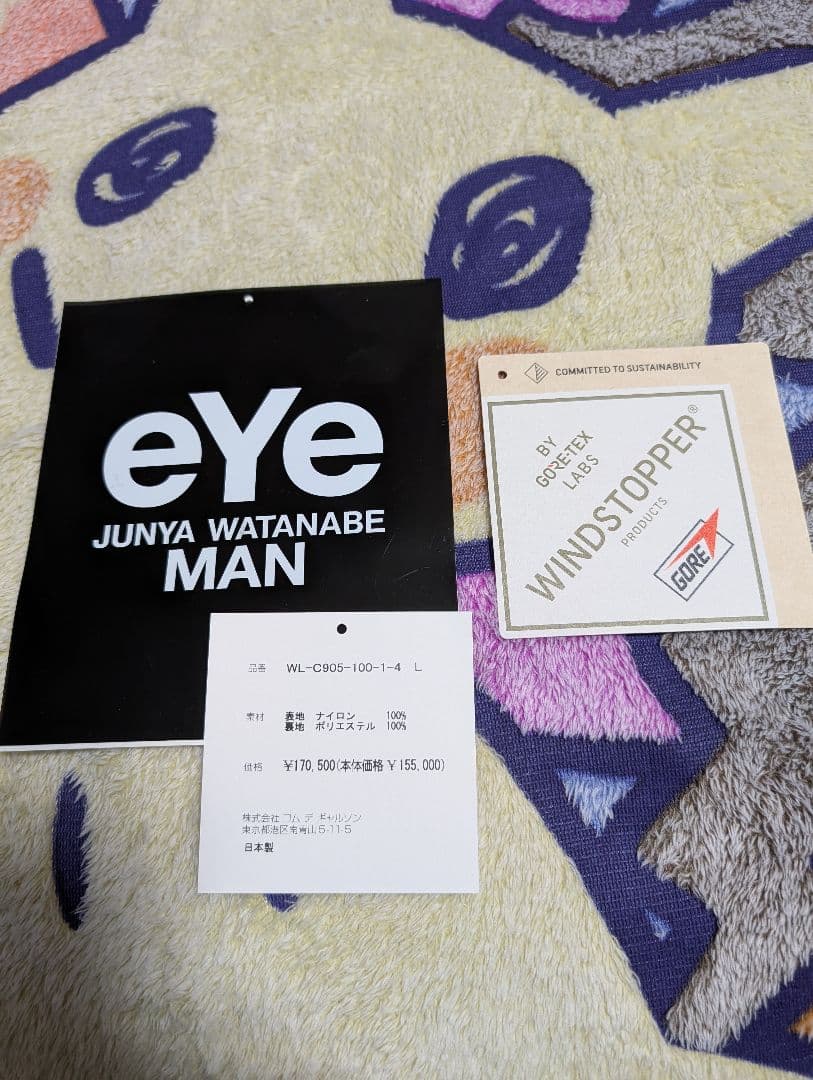 eYe
JUNYA WATANABE
MAN
COMMITTED TO SUSTAINABILITY
BY
GORE-TEX
LABS
WINDSTOPPER®
PRODUCTS
GORE
品番 WL-C905-100-1-4 L
素材 表地 ナイロン 100%
裏地 ポリエステル 100%
価格 ¥170,500(本体価格 ¥155,000)
株式会社 コム デ ギャルソン
東京都港区南青山5-11-5
日本製